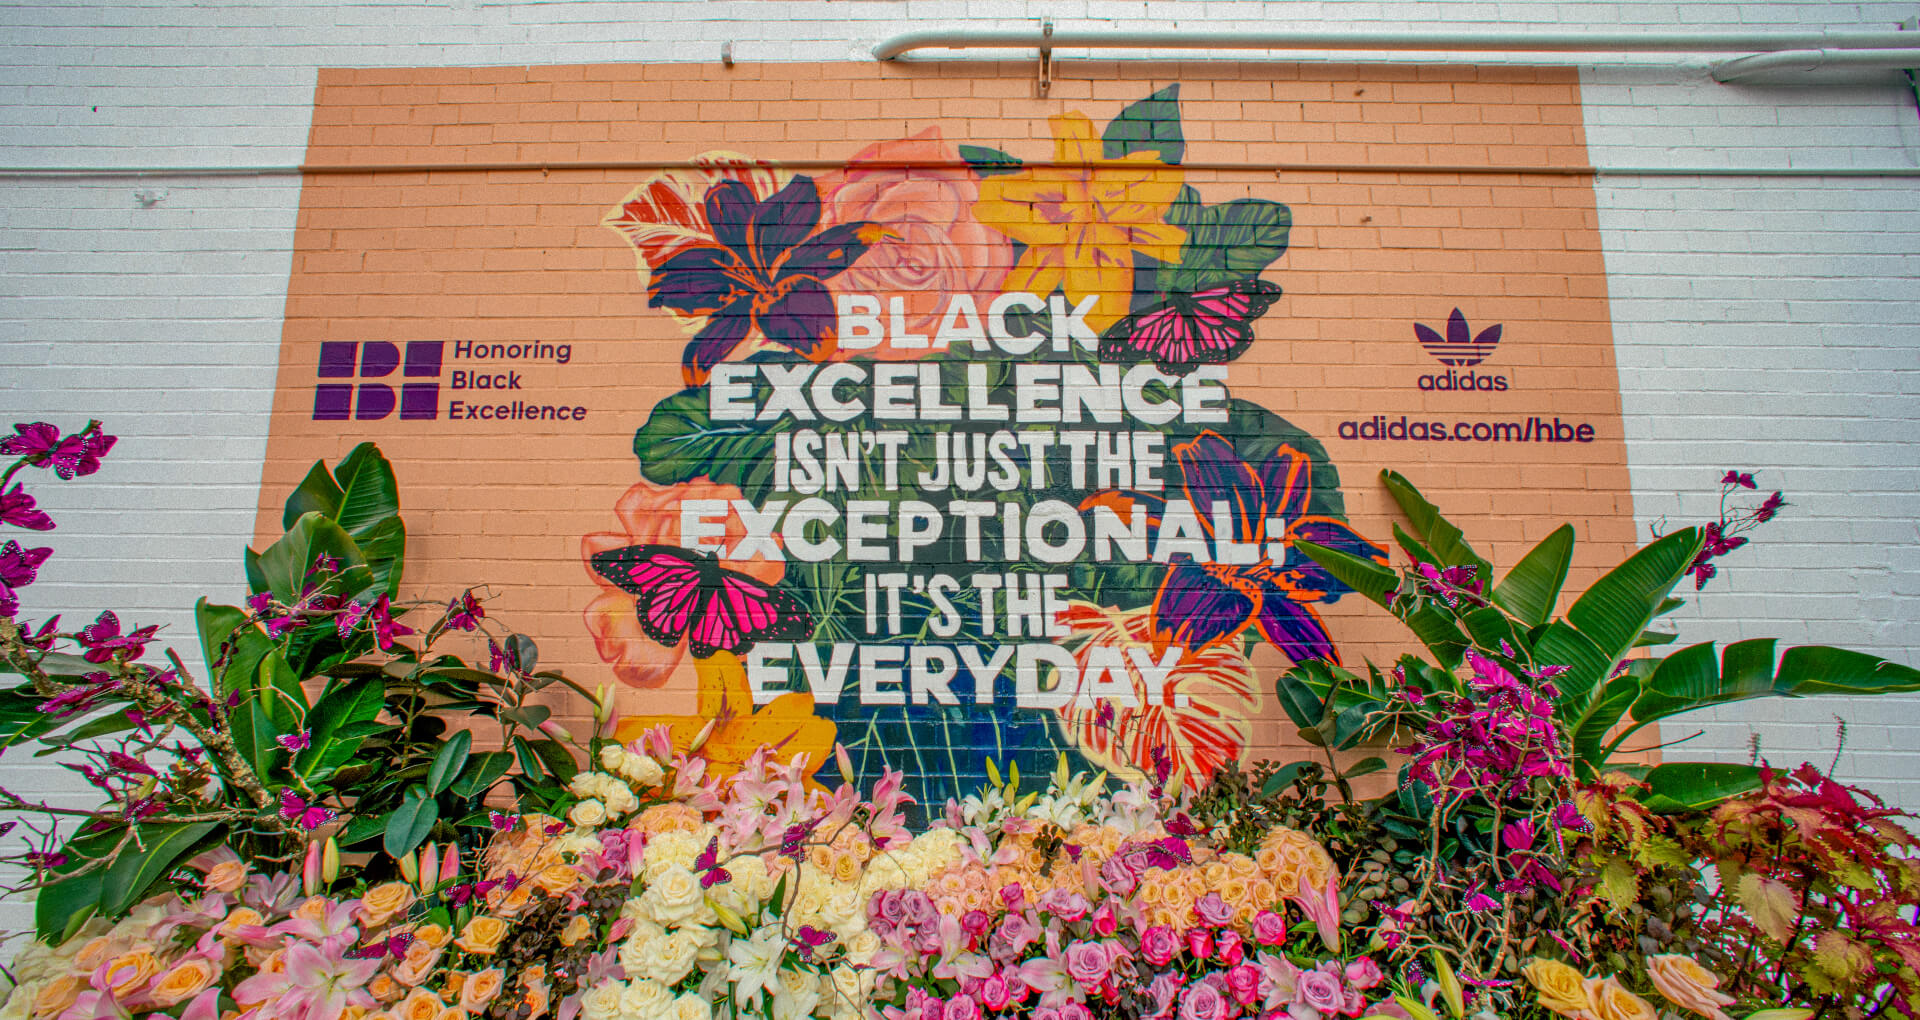 BLACK
EXCELLENCE
ISN'T JUST THE
EXCEPTIONAL;
IT'S THE
EVERYDAY.
HBE
Honoring
Black
Excellence
adidas
adidas.com/hbe